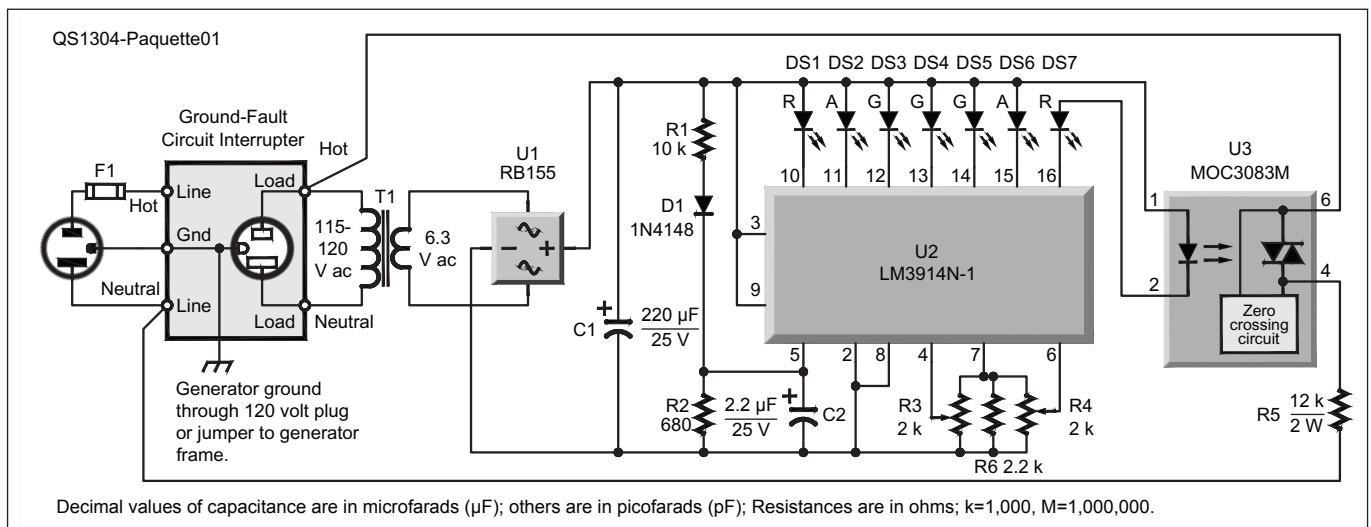 QS1304-Paquette01
Ground-Fault
Circuit Interrupter
F1
Hot
Line
Gnd
Neutral
Line
Load
Load
Hot
Neutral
Generator ground
through 120 volt plug
or jumper to generator
frame.
T1
115-
120
V ac
6.3
V ac
U1
RB155
C1
220 µF
25 V
R1
10 k
D1
1N4148
R2
680
2.2 µF
25 V
C2
DS1 DS2 DS3 DS4 DS5 DS6 DS7
R A G G G A R
10 11 12 13 14 15 16
3
9
U2
LM3914N-1
5 2 8 4 7 6
R3
2 k
R4
2 k
R6 2.2 k
U3
MOC3083M
1
2
6
4
Zero
crossing
circuit
R5
12 k
2 W
Decimal values of capacitance are in microfarads (µF); others are in picofarads (pF); Resistances are in ohms; k=1,000, M=1,000,000.